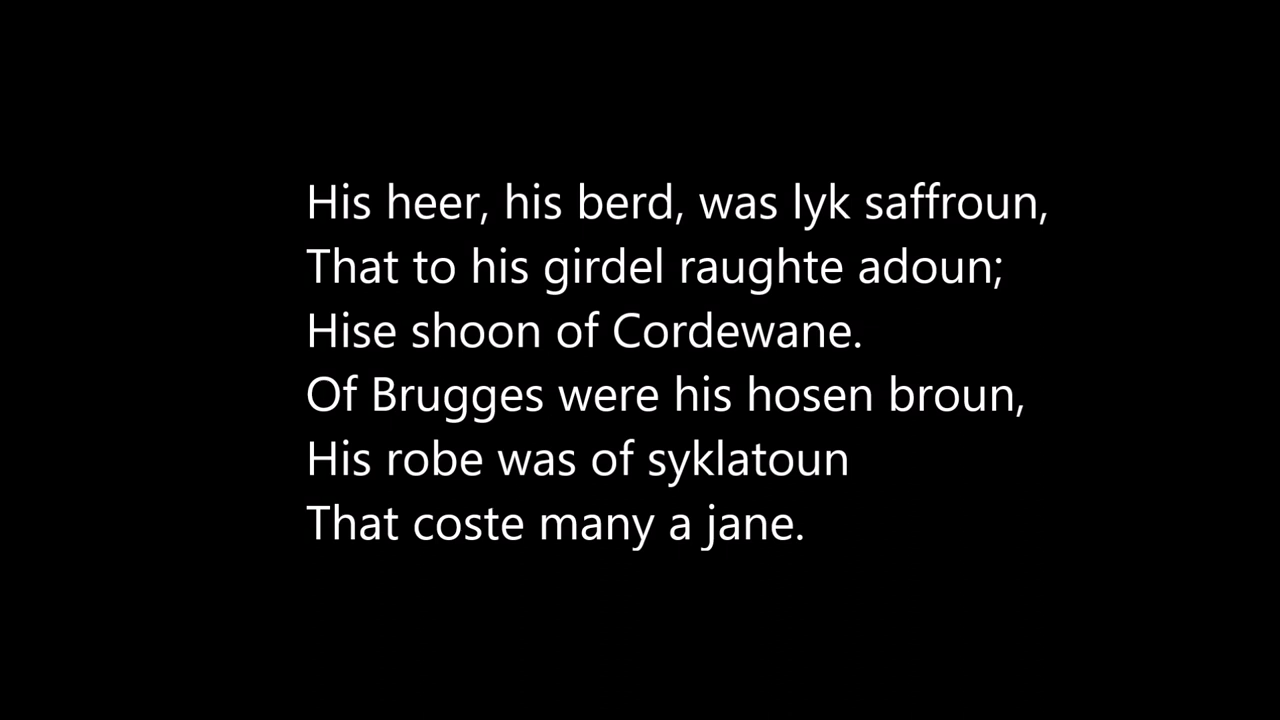 His heer, his berd, was lyk saffroun,
That to his girdel raughte adoun;
Hise shoon of Cordewane.
Of Brugges were his hosen broun,
His robe was of syklatoun
That coste many a jane.